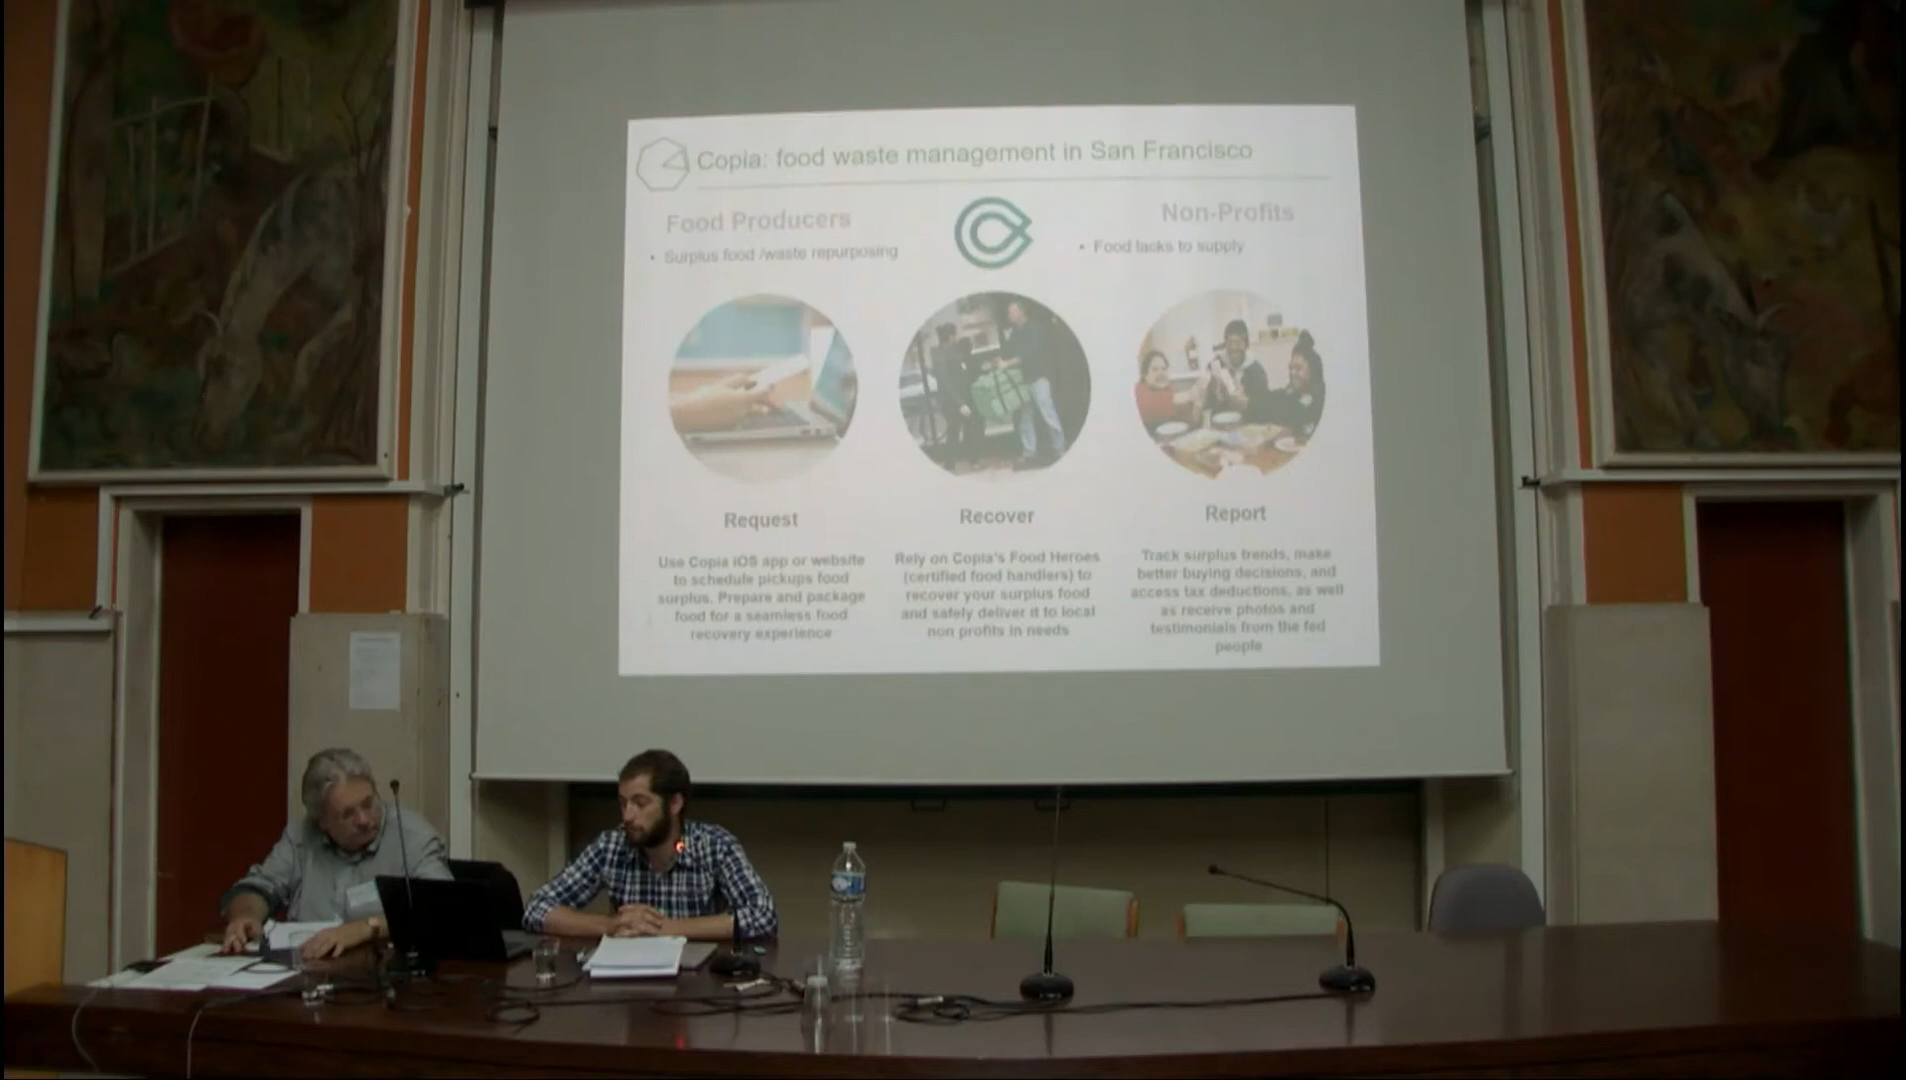 Copia: food waste management in San Francisco
Food Producers
• Surplus food /waste repurposing
Non-Profits
• Food lacks to supply
Request
Use Copia iOS app or website
to schedule pickups food
surplus. Prepare and package
food for a seamless food
recovery experience
Recover
Rely on Copia's Food Heroes
(certified food handlers) to
recover your surplus food
and safely deliver it to local
non profits in needs
Report
Track surplus trends, make
better buying decisions, and
access tax deductions, as well
as receive photos and
testimonials from the fed
people